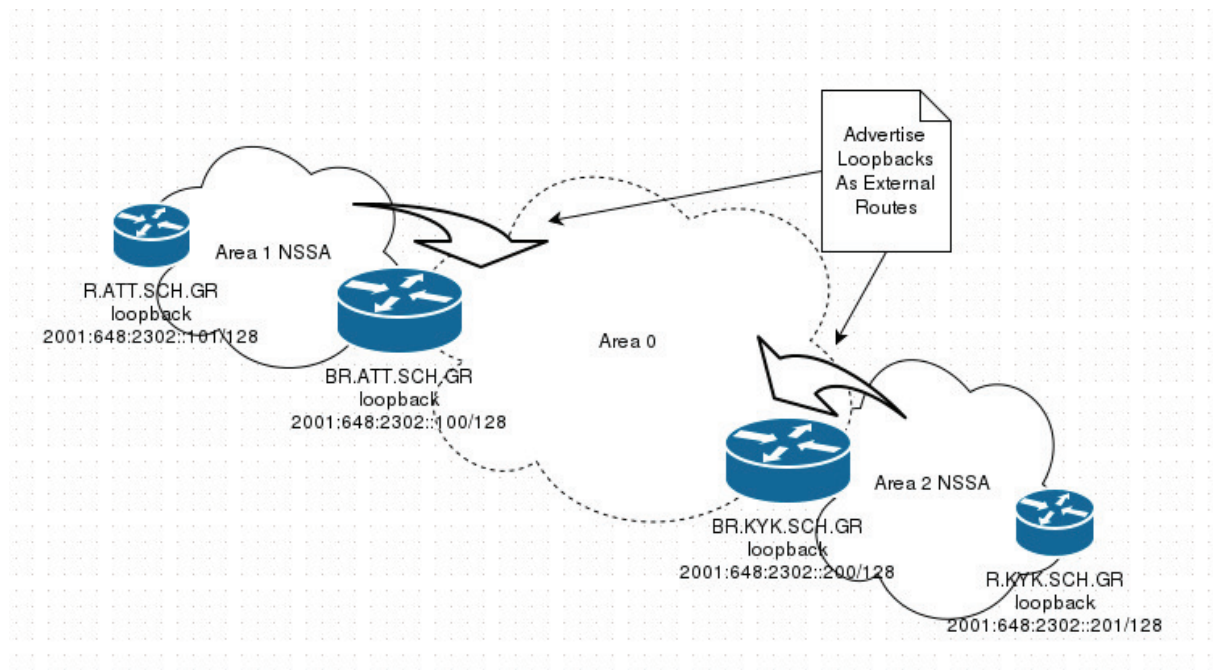 Advertise
Loopbacks
As External
Routes
Area 1 NSSA
R.ATT.SCH.GR
loopback
2001:648:2302::101/128
Area 0
BR.ATT.SCH.GR
loopback
2001:648:2302::100/128
Area 2 NSSA
BR.KYK.SCH.GR
loopback
2001:648:2302::200/128
R.KYK.SCH.GR
loopback
2001:648:2302::201/128